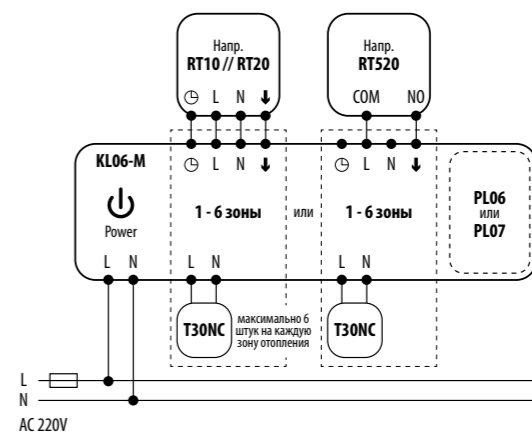 Напр.
RT10 // RT20
L N
Напр.
RT520
COM NO
KL06-M
Power
L N
L N
1 - 6 зоны
L N
или
L N
1 - 6 зоны
L N
PL06
или
PL07
T30NC
максимально 6
штук на каждую
зону отопления
T30NC
L
N
AC 220V